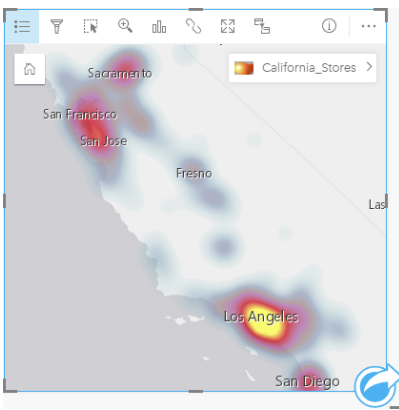 California_Stores
Sacramento
San Francisco
San Jose
Fresno
Las
Los Angeles
San Diego